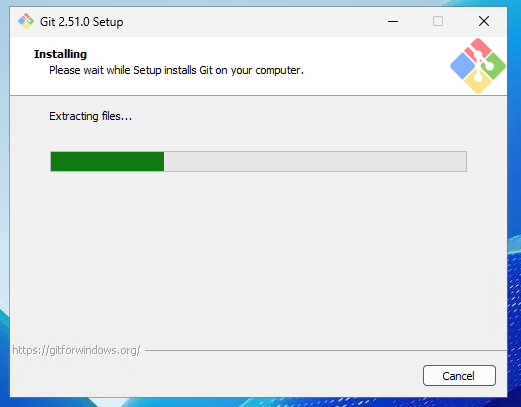 Git 2.51.0 Setup
Installing
Please wait while Setup installs Git on your computer.
Extracting files...
https://gitforwindows.org/
Cancel